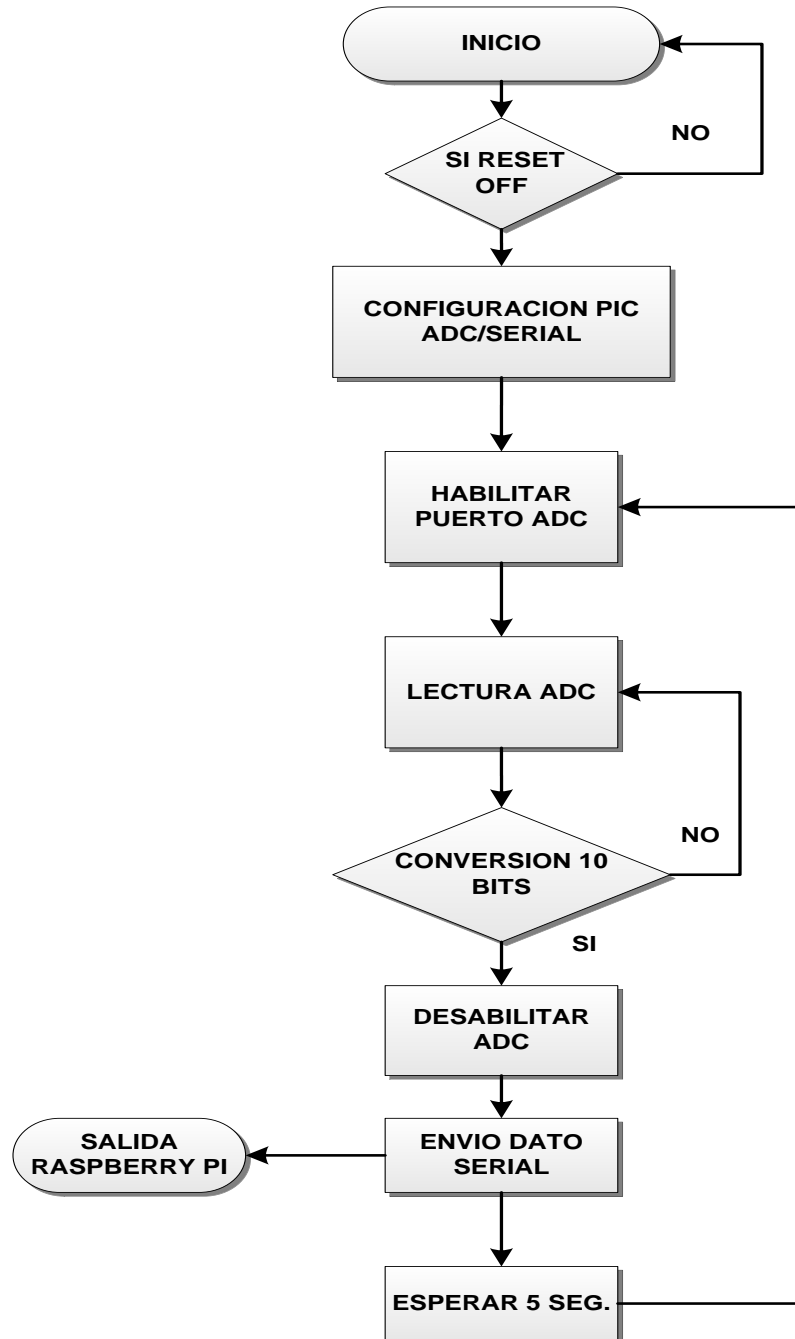 INICIO
NO
SI RESET
OFF
CONFIGURACION PIC
ADC/SERIAL
HABILITAR
PUERTO ADC
LECTURA ADC
NO
CONVERSION 10
BITS
SI
DESABILITAR
ADC
SALIDA
RASPBERRY PI
ENVIO DATO
SERIAL
ESPERAR 5 SEG.